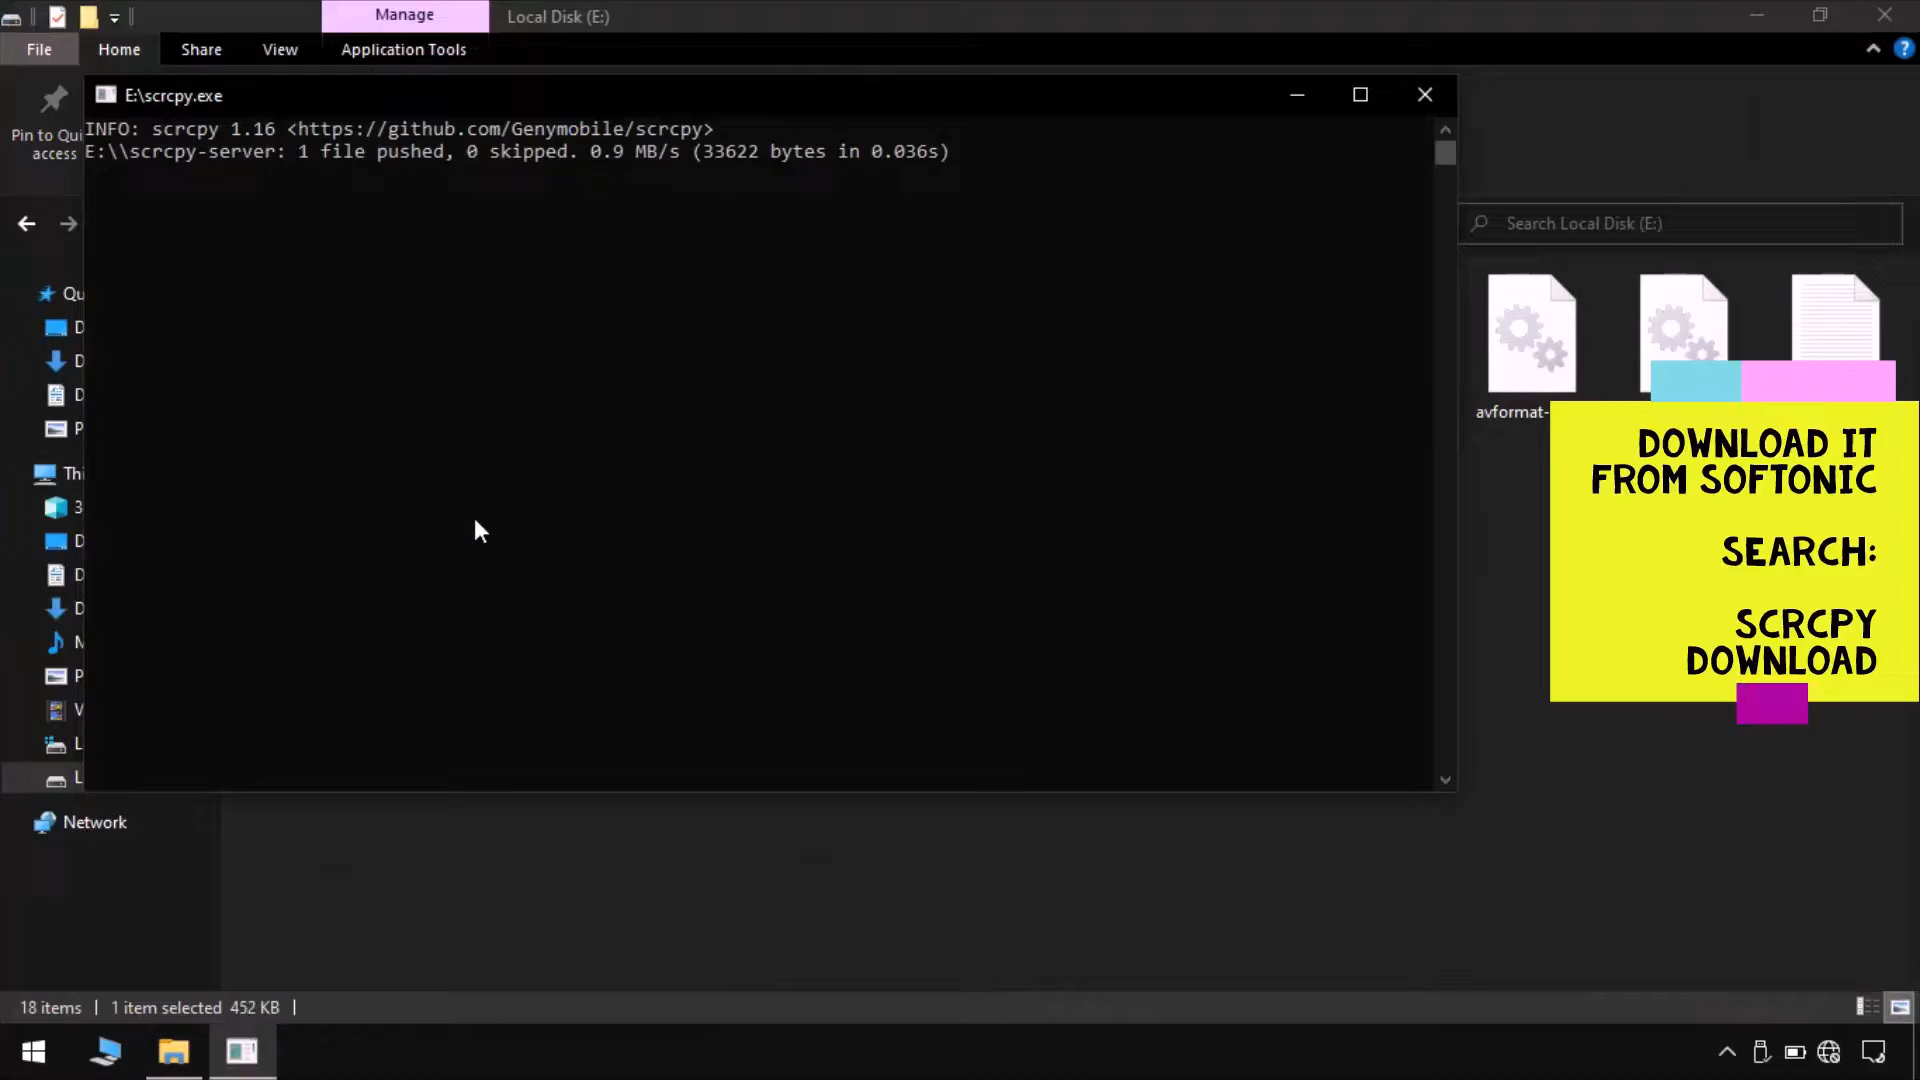 Manage
Local Disk (E:)
File
Home
Share
View
Application Tools
E:\scrcpy.exe
Pin to Qui
access
INFO: scrcpy 1.16 <https://github.com/Genymobile/scrcpy>
E:\\scrcpy-server: 1 file pushed, 0 skipped. 0.9 MB/s (33622 bytes in 0.036s)
Search Local Disk (E:)
Qu
D
D
D
P
Thi
3
D
D
D
M
P
V
L
L
Network
avformat-
DOWNLOAD IT
FROM SOFTONIC
SEARCH:
SCRCPY
DOWNLOAD
18 items
1 item selected 452 KB